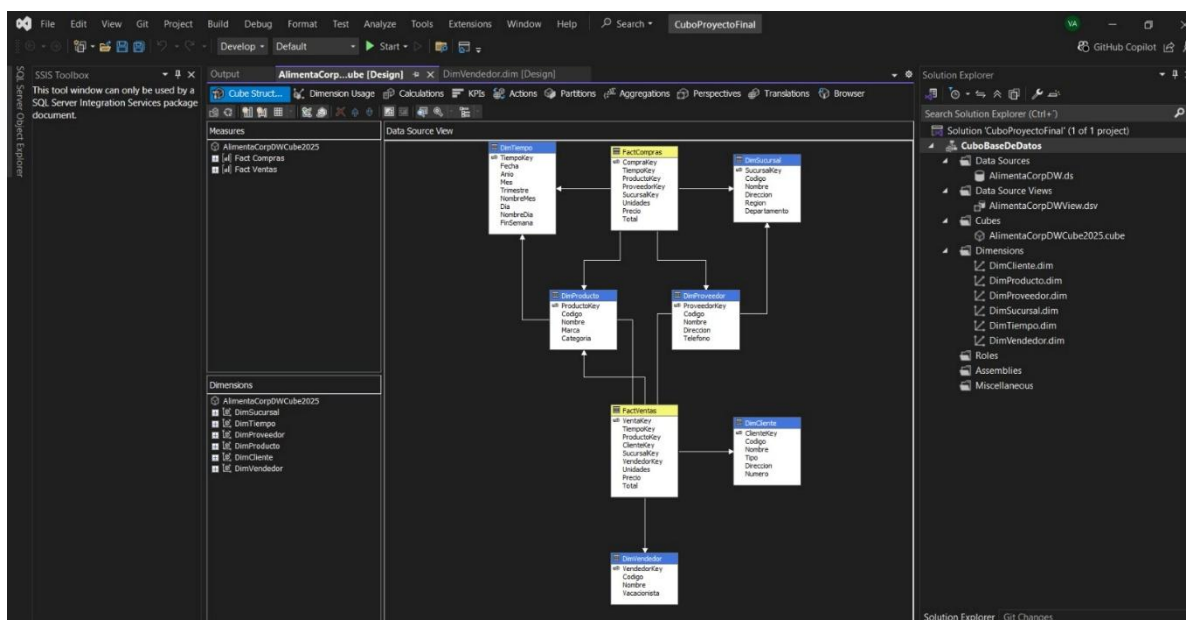 File Edit View Git Project Build Debug Format Test Analyze Tools Extensions Window Help Search CuboProyectoFinal VA
Develop Default Start GitHub Copilot
SQL Server Object Explorer
SSIS Toolbox
This tool window can only be used by a
SQL Server Integration Services package
document.
Output AlimentaCorp...ube [Design] DimVendedor.dim [Design]
Cube Struct... Dimension Usage Calculations KPIs Actions Partitions Aggregations Perspectives Translations Browser
Measures
AlimentaCorpDWCube2025
Fact Compras
Fact Ventas
Dimensions
AlimentaCorpDWCube2025
DimSucursal
DimTiempo
DimProveedor
DimProducto
DimCliente
DimVendedor
Data Source View
DimTiempo
TiempoKey
Fecha
Anio
Mes
Trimestre
NombreMes
Dia
NombreDia
FinSemana
FactCompras
CompraKey
TiempoKey
ProductoKey
ProveedorKey
SucursalKey
Unidades
Precio
Total
DimSucursal
SucursalKey
Codigo
Nombre
Direccion
Region
Departamento
DimProducto
ProductoKey
Codigo
Nombre
Marca
Categoria
DimProveedor
ProveedorKey
Codigo
Nombre
Direccion
Telefono
FactVentas
VentaKey
TiempoKey
ProductoKey
ClienteKey
SucursalKey
VendedorKey
Unidades
Precio
Total
DimCliente
ClienteKey
Codigo
Nombre
Tipo
Direccion
Numero
DimVendedor
VendedorKey
Codigo
Nombre
Vacacionista
Solution Explorer
Search Solution Explorer (Ctrl+´)
Solution 'CuboProyectoFinal' (1 of 1 project)
CuboBaseDeDatos
Data Sources
AlimentaCorpDW.ds
Data Source Views
AlimentaCorpDWView.dsv
Cubes
AlimentaCorpDWCube2025.cube
Dimensions
DimCliente.dim
DimProducto.dim
DimProveedor.dim
DimSucursal.dim
DimTiempo.dim
DimVendedor.dim
Roles
Assemblies
Miscellaneous
Solution Explorer Git Changes